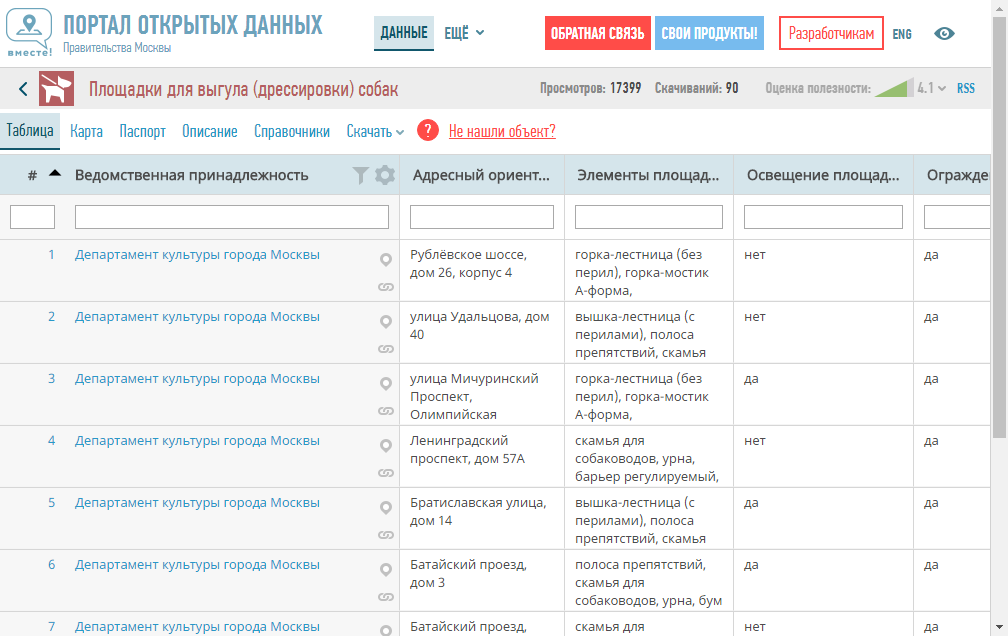 вместе!
ПОРТАЛ ОТКРЫТЫХ ДАННЫХ
Правительства Москвы
ДАННЫЕ
ЕЩЁ
ОБРАТНАЯ СВЯЗЬ
СВОИ ПРОДУКТЫ!
Разработчикам
ENG
Площадки для выгула (дрессировки) собак
Просмотров: 17399
Скачиваний: 90
Оценка полезности:
4.1
RSS
Таблица
Карта
Паспорт
Описание
Справочники
Скачать
?
Не нашли объект?
#
Ведомственная принадлежность
Адресный ориент...
Элементы площад...
Освещение площад...
Огражде
1
Департамент культуры города Москвы
Рублёвское шоссе,
дом 26, корпус 4
горка-лестница (без
перил), горка-мостик
А-форма,
нет
да
2
Департамент культуры города Москвы
улица Удальцова, дом
40
вышка-лестница (с
перилами), полоса
препятствий, скамья
нет
да
3
Департамент культуры города Москвы
улица Мичуринский
Проспект,
Олимпийская
горка-лестница (без
перил), горка-мостик
А-форма,
да
да
4
Департамент культуры города Москвы
Ленинградский
проспект, дом 57А
скамья для
собаководов, урна,
барьер регулируемый,
нет
да
5
Департамент культуры города Москвы
Братиславская улица,
дом 14
вышка-лестница (с
перилами), полоса
препятствий, скамья
да
да
6
Департамент культуры города Москвы
Батайский проезд,
дом 3
полоса препятствий,
скамья для
собаководов, урна, бум
да
да
7
Департамент культуры города Москвы
Батайский проезд,
скамья для
нет
да